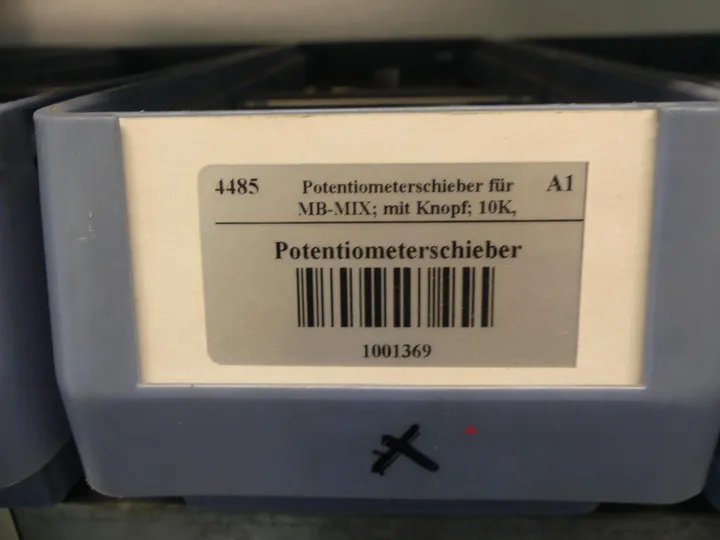 4485 Potentiometerschieber für A1
MB-MIX; mit Knopf; 10K,
Potentiometerschieber
1001369
X